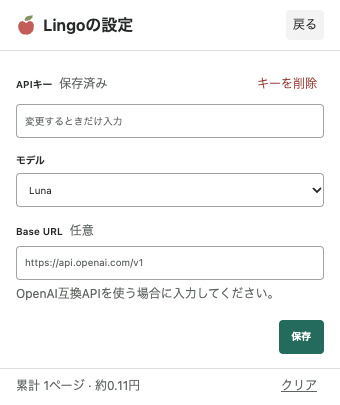 Lingoの設定
戻る
APIキー 保存済み
キーを削除
変更するときだけ入力
モデル
Luna
Base URL 任意
https://api.openai.com/v1
OpenAI互換APIを使う場合に入力してください。
保存
累計 1ページ · 約0.11円
クリア